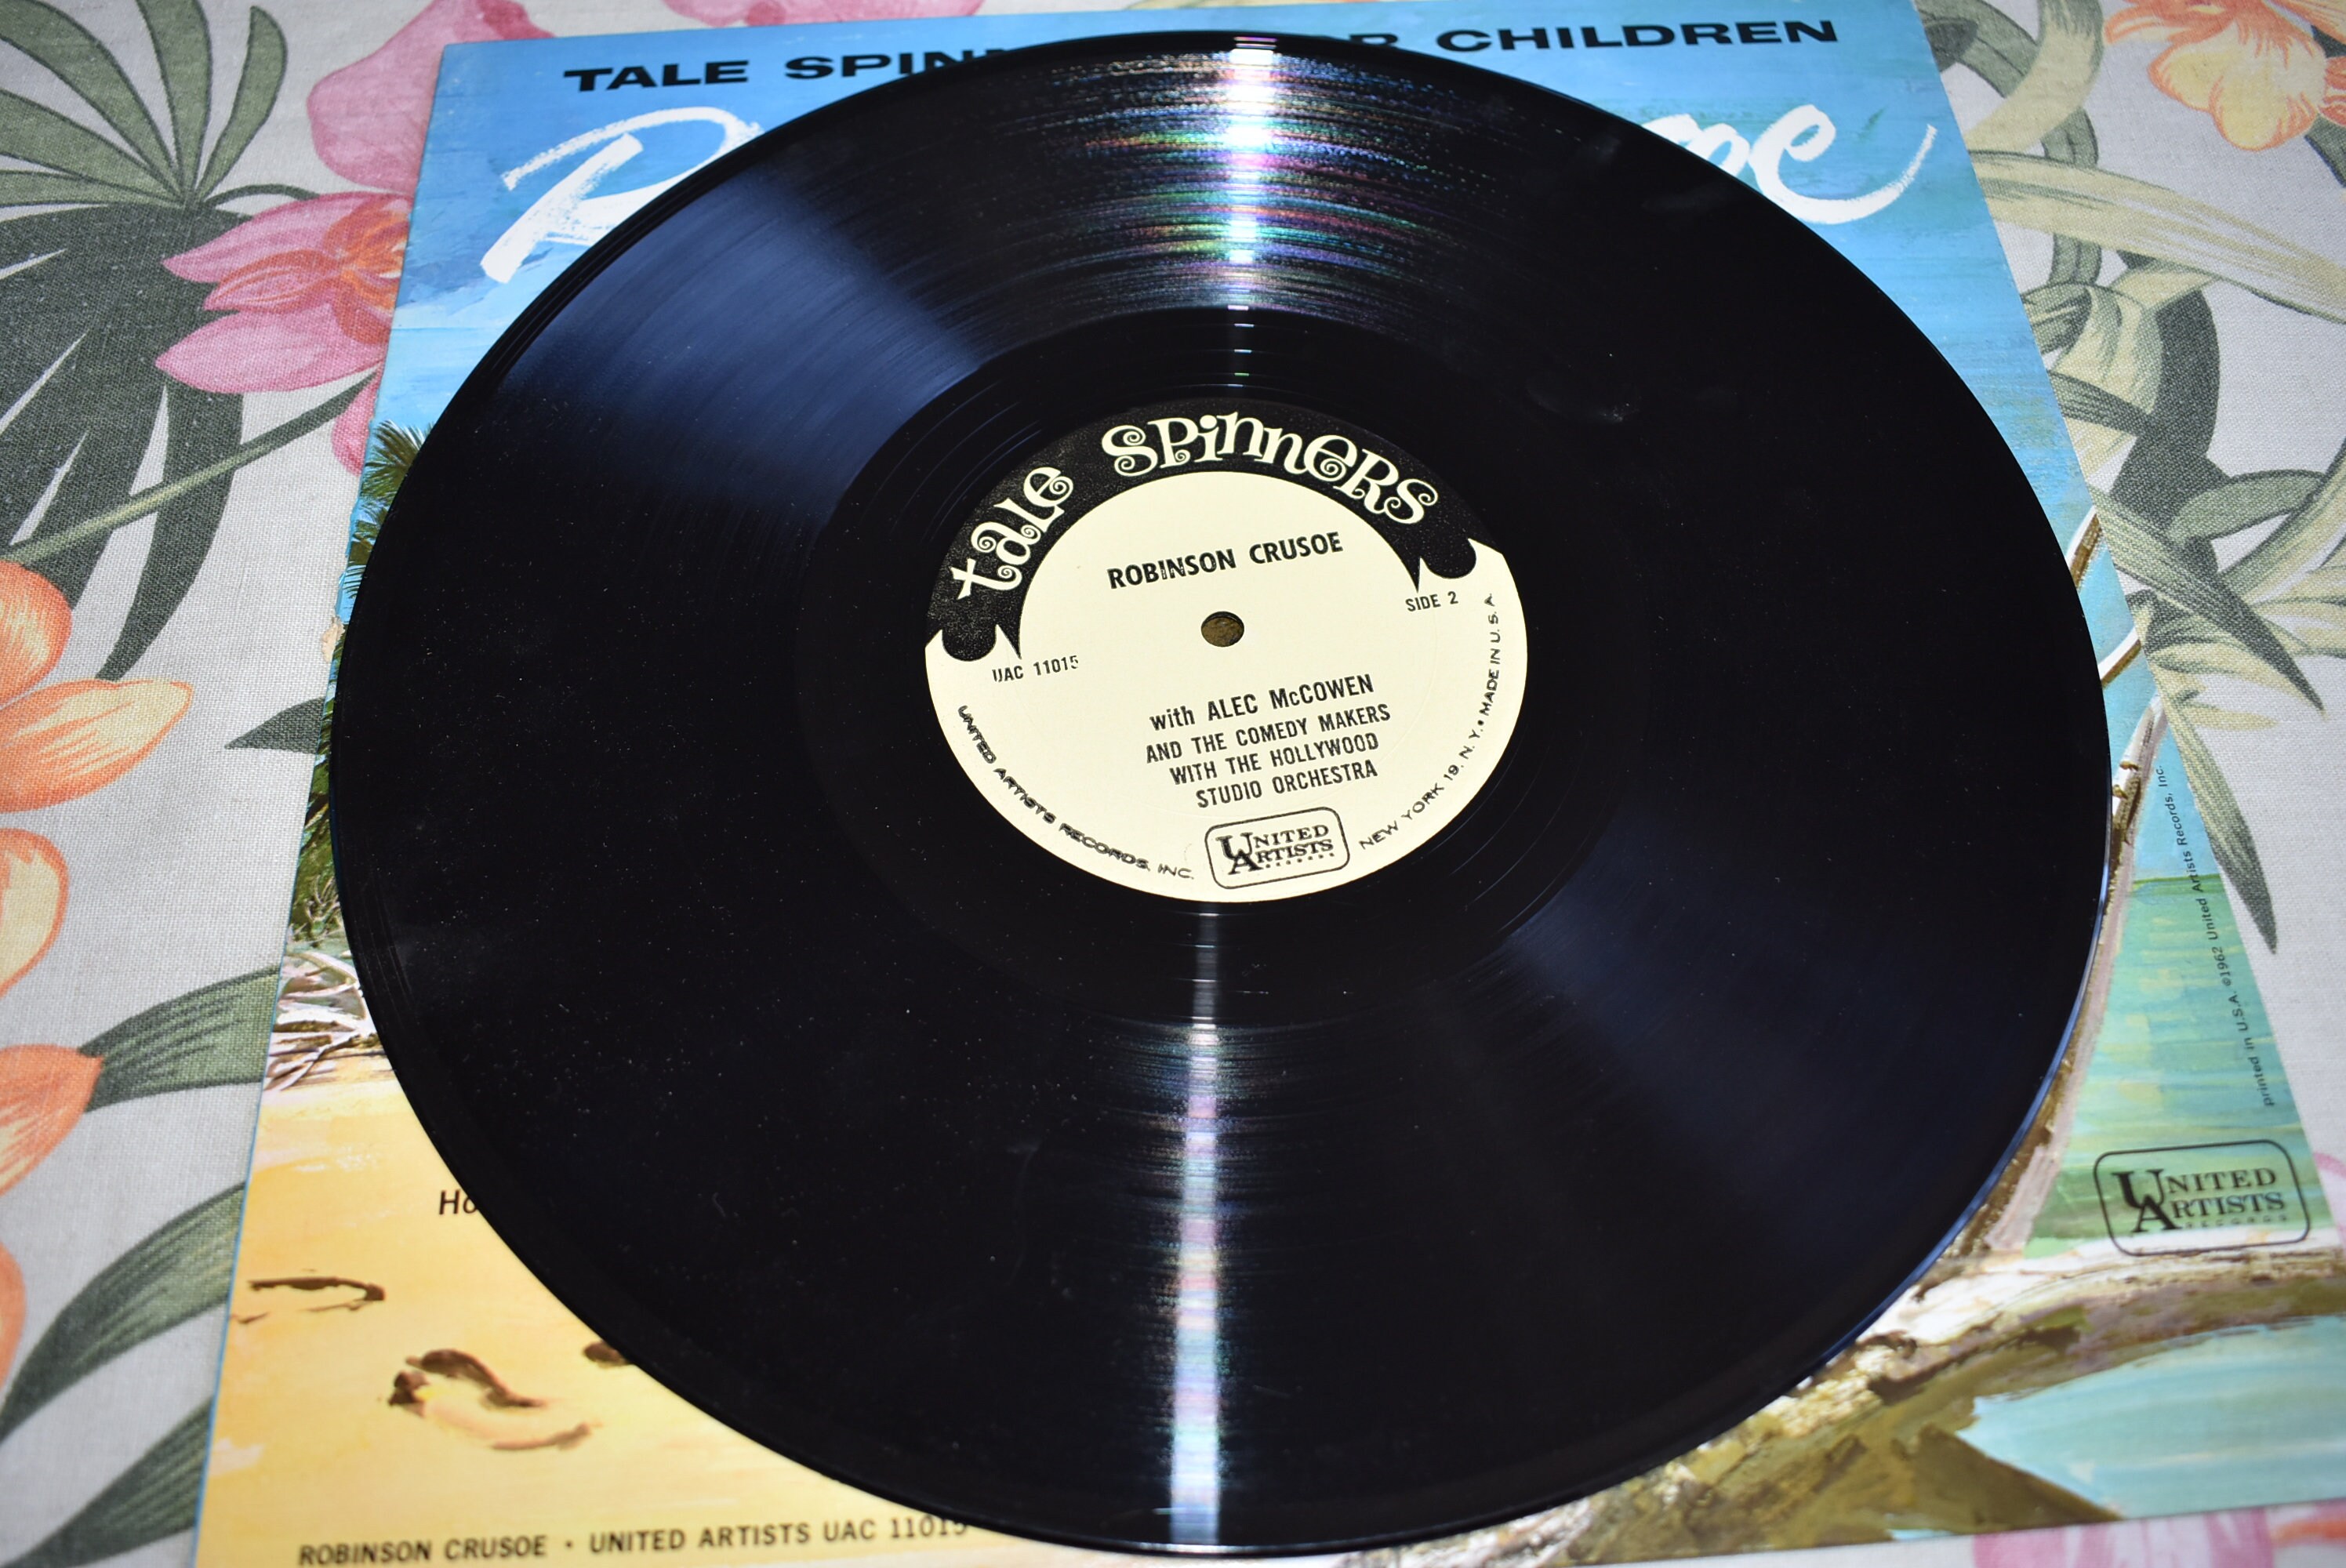 TALE CHILDREN
tale SPinneRS
ROBINSON CRUSOE
SIDE 2
UAC 11015
with ALEC McCOWEN
AND THE COMEDY MAKERS
WITH THE HOLLYWOOD
STUDIO ORCHESTRA
UNITED ARTISTS RECORDS, INC.
NEW YORK 19, N.Y. • MADE IN U.S.A.
UNITED
ARTISTS
RECORDS
Printed in U.S.A. ©1962 United Artists Records, Inc.
UNITED
ARTISTS
RECORDS
ROBINSON CRUSOE • UNITED ARTISTS UAC 11015